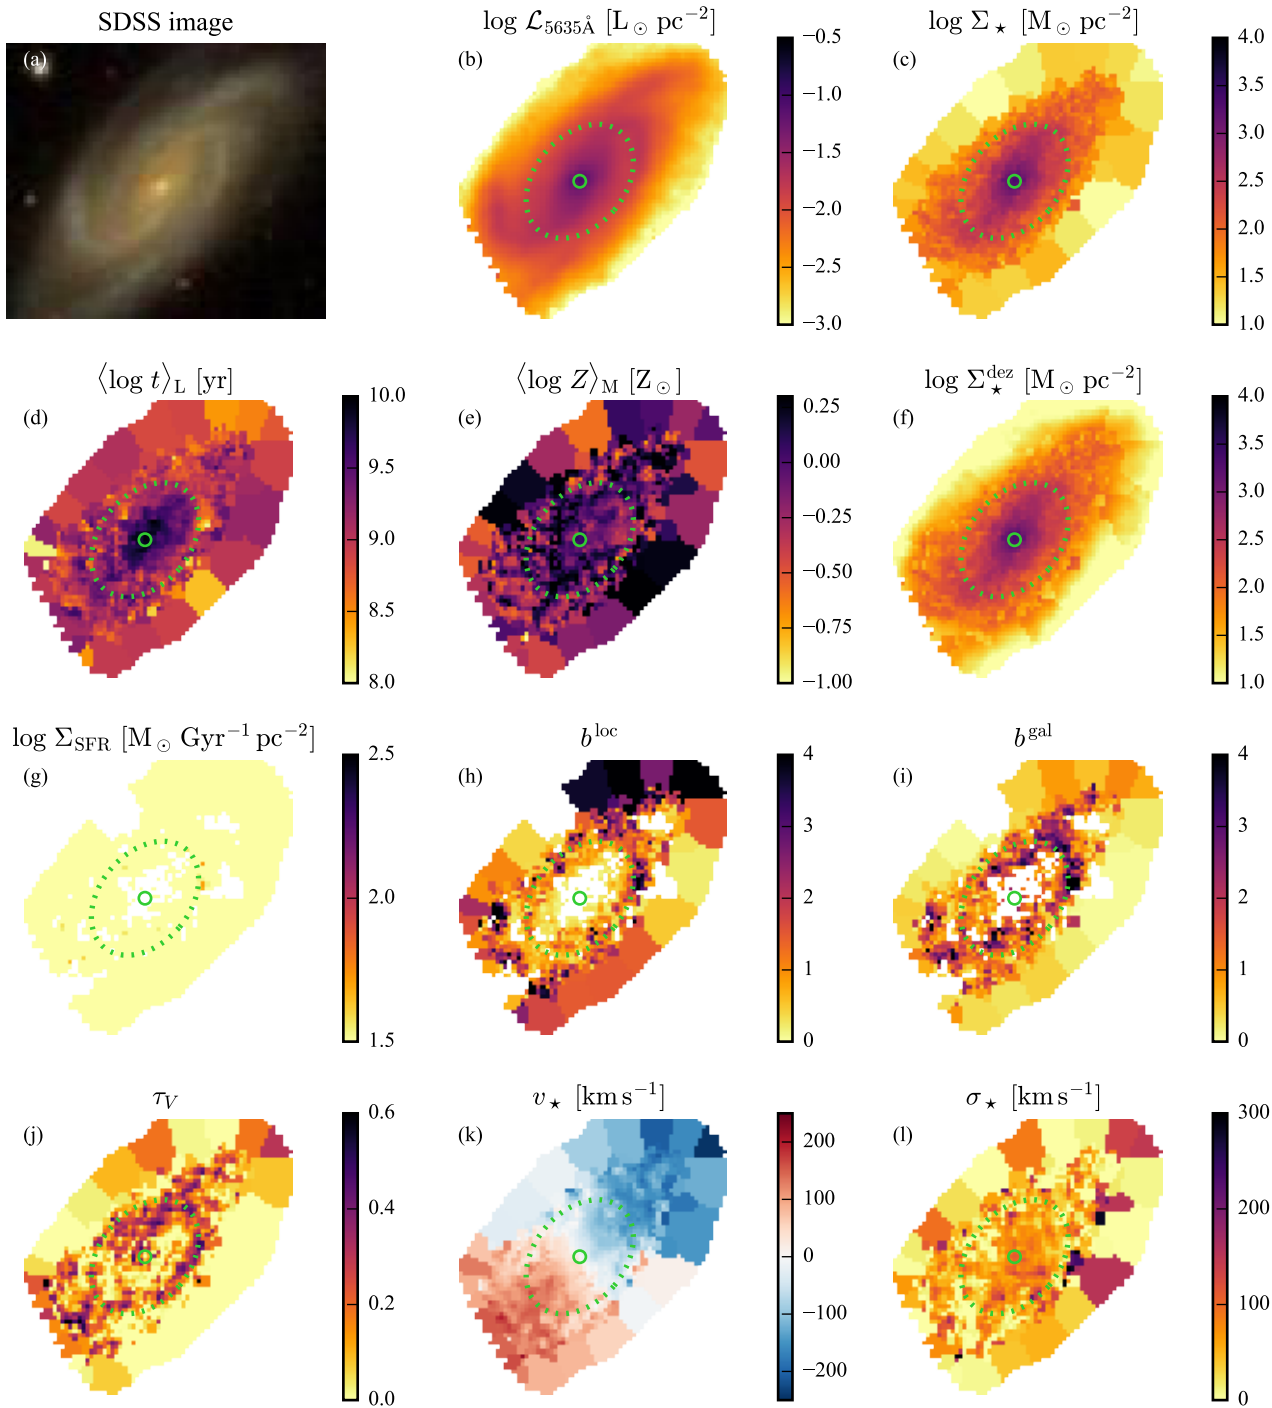 SDSS image
log ℒ₅₆₃₅Å [L⊙ pc⁻²]
log Σ⋆ [M⊙ pc⁻²]
(a)
(b)
−0.5
−1.0
−1.5
−2.0
−2.5
−3.0
(c)
4.0
3.5
3.0
2.5
2.0
1.5
1.0
⟨log t⟩L [yr]
⟨log Z⟩M [Z⊙]
log Σ⋆ᵈᵉᶻ [M⊙ pc⁻²]
(d)
10.0
9.5
9.0
8.5
8.0
(e)
0.25
0.00
−0.25
−0.50
−0.75
−1.00
(f)
4.0
3.5
3.0
2.5
2.0
1.5
1.0
log ΣSFR [M⊙ Gyr⁻¹ pc⁻²]
bˡᵒᶜ
bᵍᵃˡ
(g)
2.5
2.0
1.5
(h)
4
3
2
1
0
(i)
4
3
2
1
0
τV
v⋆ [km s⁻¹]
σ⋆ [km s⁻¹]
(j)
0.6
0.4
0.2
0.0
(k)
200
100
0
−100
−200
(l)
300
200
100
0